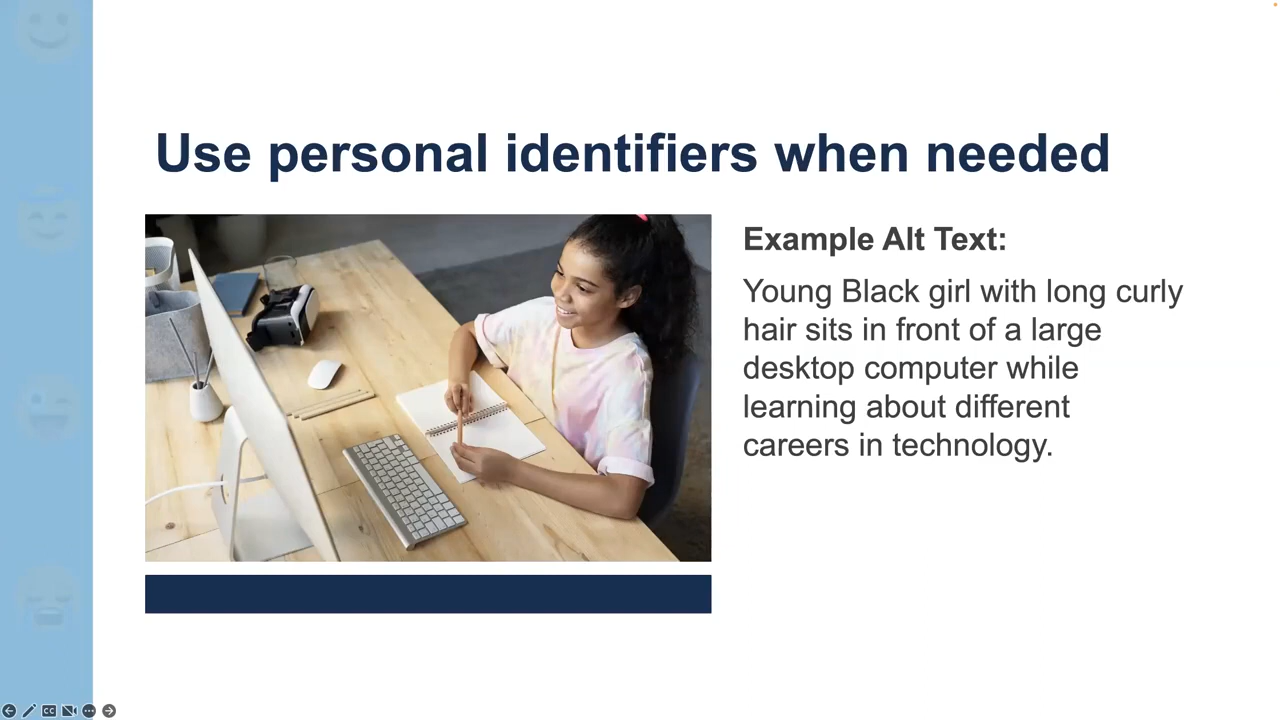 Use personal identifiers when needed
Example Alt Text:
Young Black girl with long curly
hair sits in front of a large
desktop computer while
learning about different
careers in technology.
CC